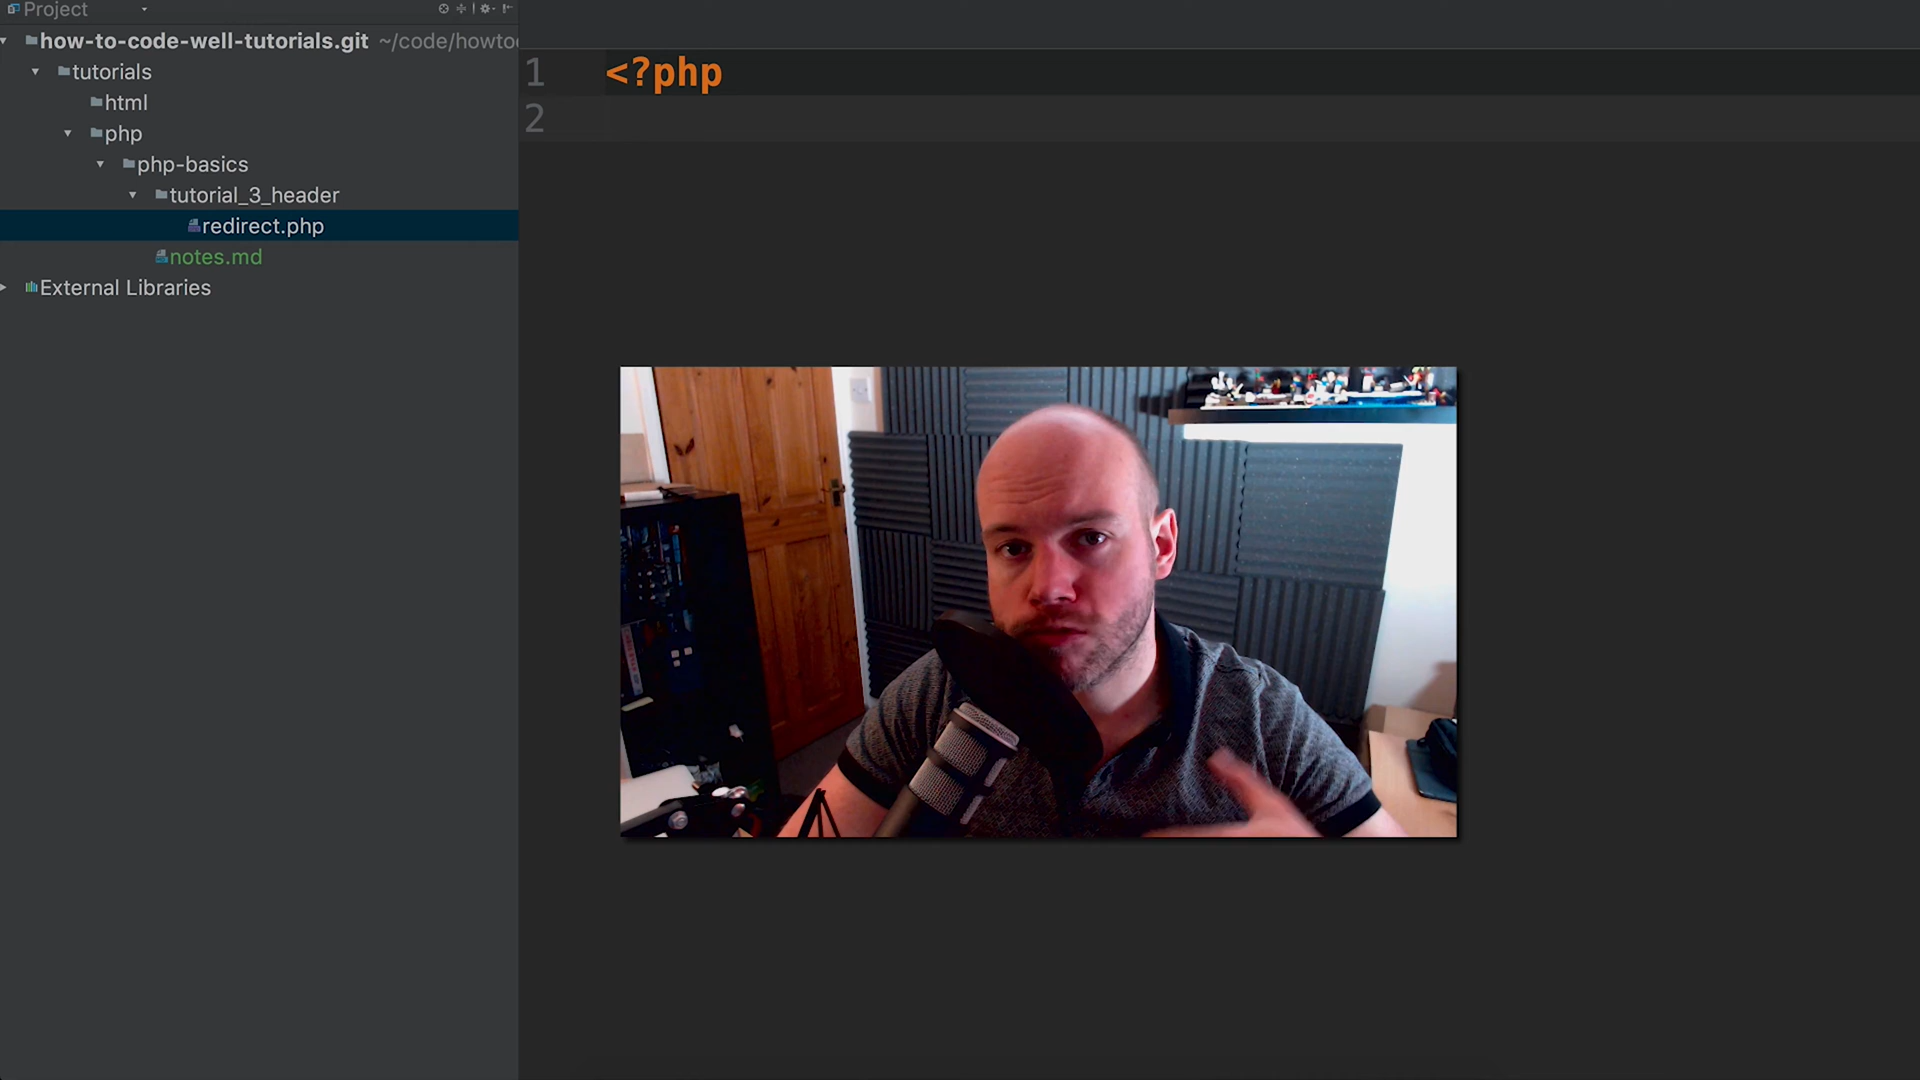 Project
how-to-code-well-tutorials.git ~/code/howto
tutorials
html
php
php-basics
tutorial_3_header
redirect.php
notes.md
External Libraries
1 <?php
2